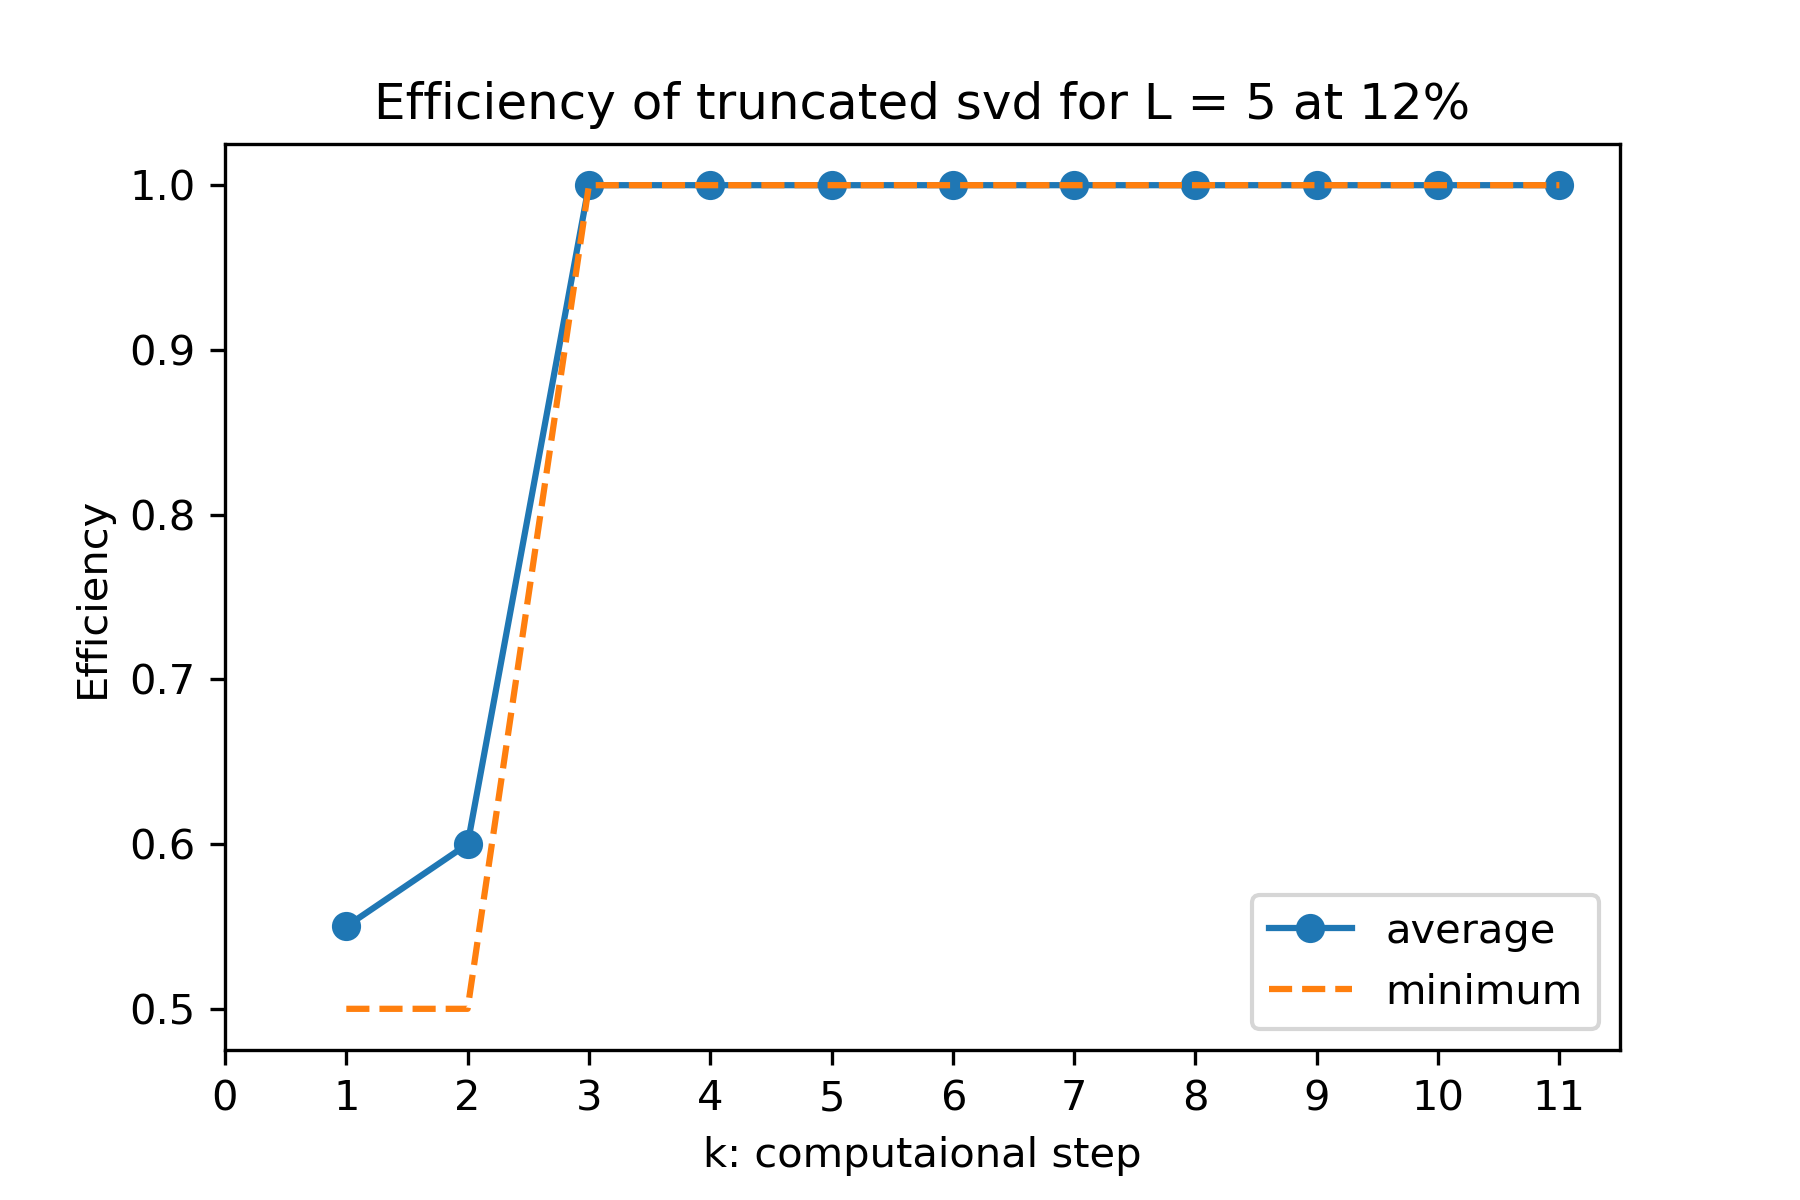 Efficiency of truncated svd for L = 5 at 12%
1.0
0.9
0.8
0.7
0.6
0.5
Efficiency
average
minimum
0 1 2 3 4 5 6 7 8 9 10 11
k: computaional step